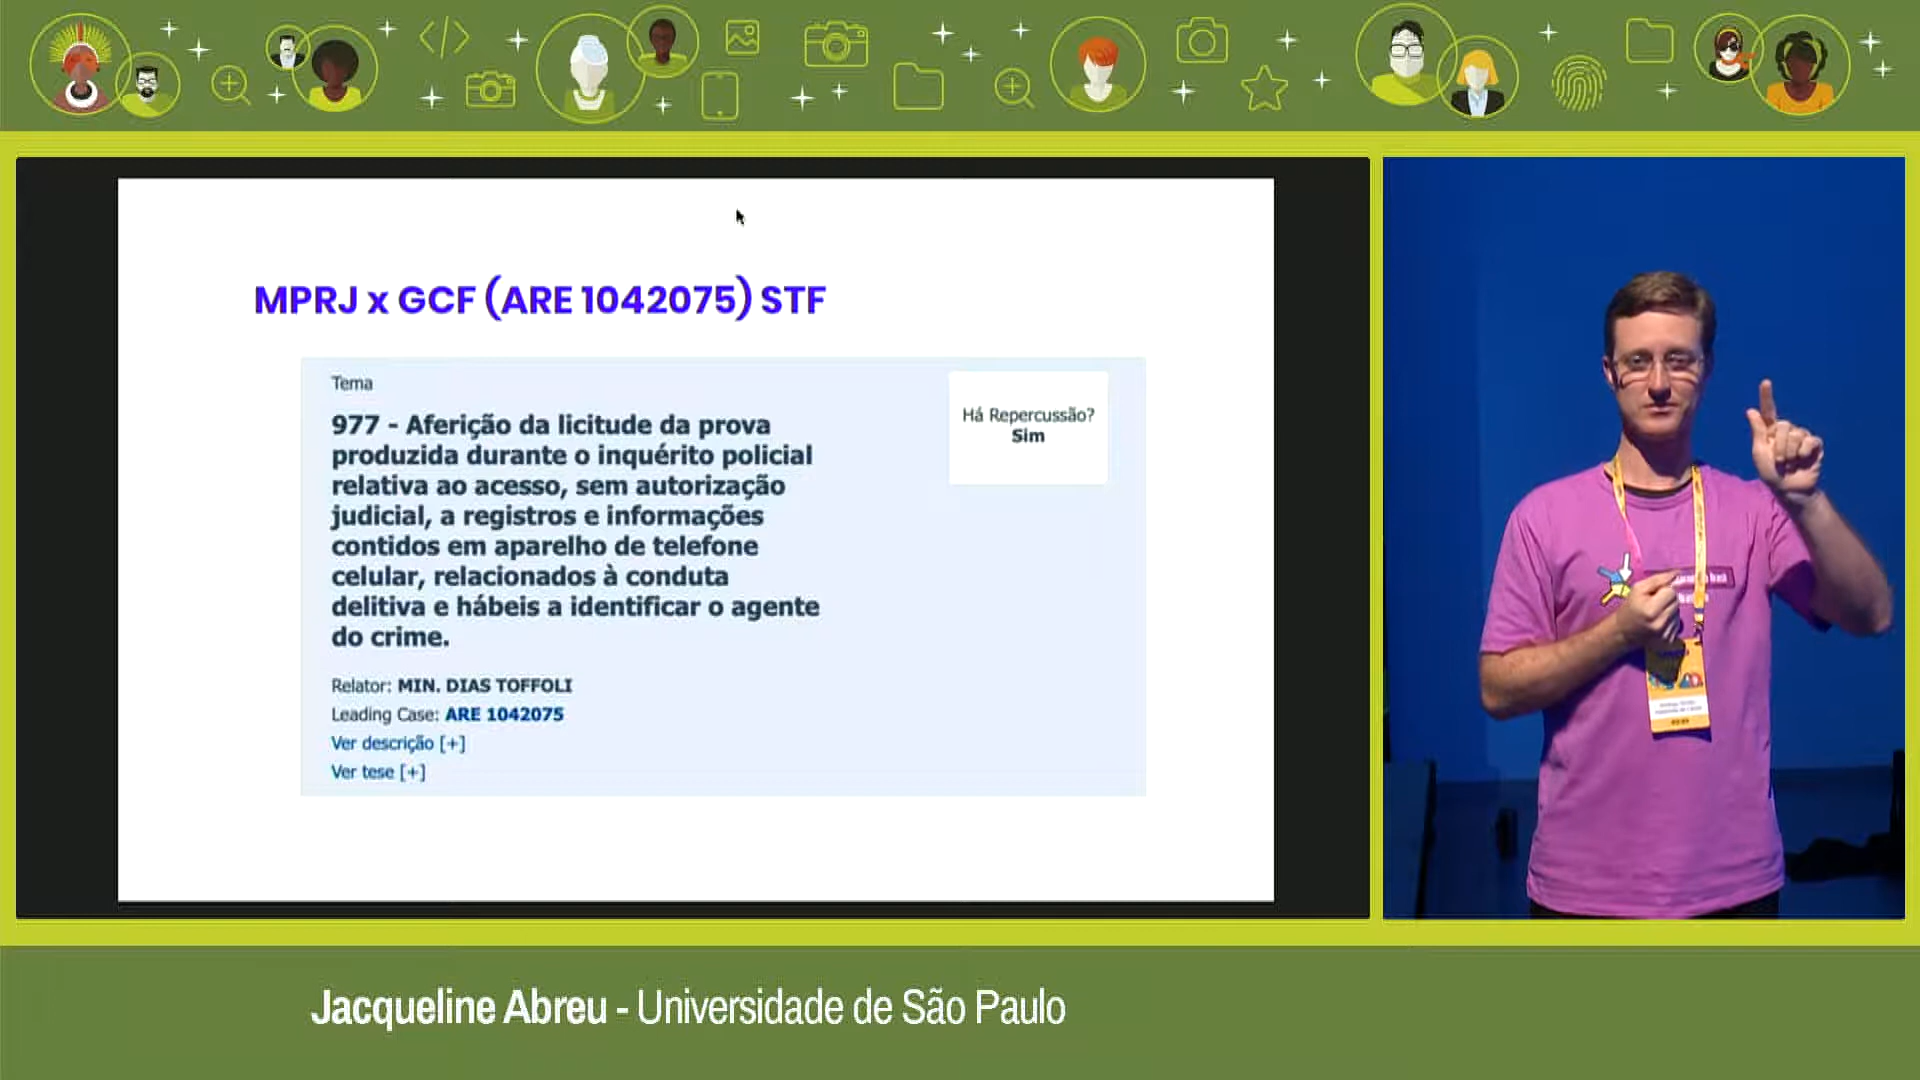 MPRJ x GCF (ARE 1042075) STF
Tema
977 - Aferição da licitude da prova
produzida durante o inquérito policial
relativa ao acesso, sem autorização
judicial, a registros e informações
contidos em aparelho de telefone
celular, relacionados à conduta
delitiva e hábeis a identificar o agente
do crime.
Há Repercussão?
Sim
Relator: MIN. DIAS TOFFOLI
Leading Case: ARE 1042075
Ver descrição [+]
Ver tese [+]
Jacqueline Abreu - Universidade de São Paulo